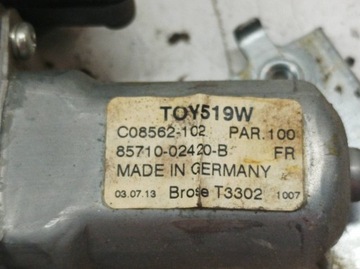 TOY519W
C08562-102 PAR.100
85710-02420-B FR
MADE IN GERMANY
03.07.13 Brose T3302 1007